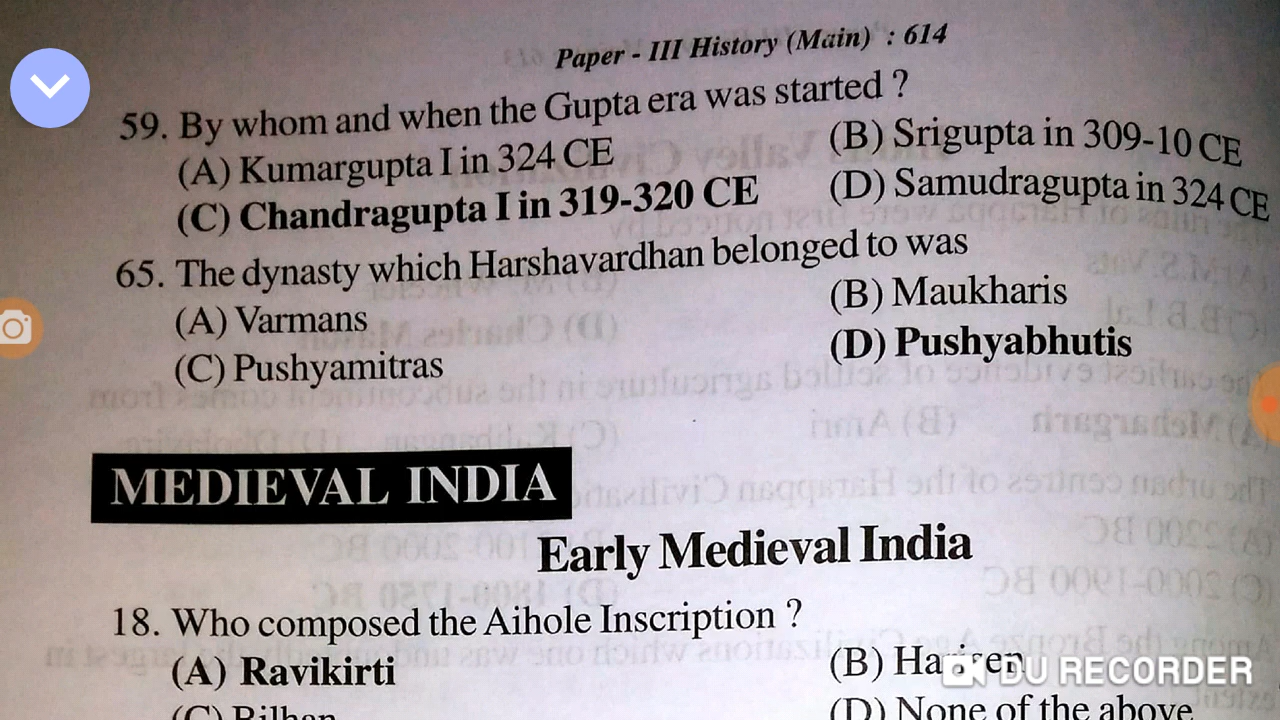 Paper - III History (Main) : 614
59. By whom and when the Gupta era was started ?
(A) Kumargupta I in 324 CE (B) Srigupta in 309-10 CE
(C) Chandragupta I in 319-320 CE (D) Samudragupta in 324 CE
65. The dynasty which Harshavardhan belonged to was
(A) Varmans (B) Maukharis
(C) Pushyamitras (D) Pushyabhutis
MEDIEVAL INDIA
Early Medieval India
18. Who composed the Aihole Inscription ?
(A) Ravikirti (B)
DU RECORDER
(C) Bilhan (D) None of the above